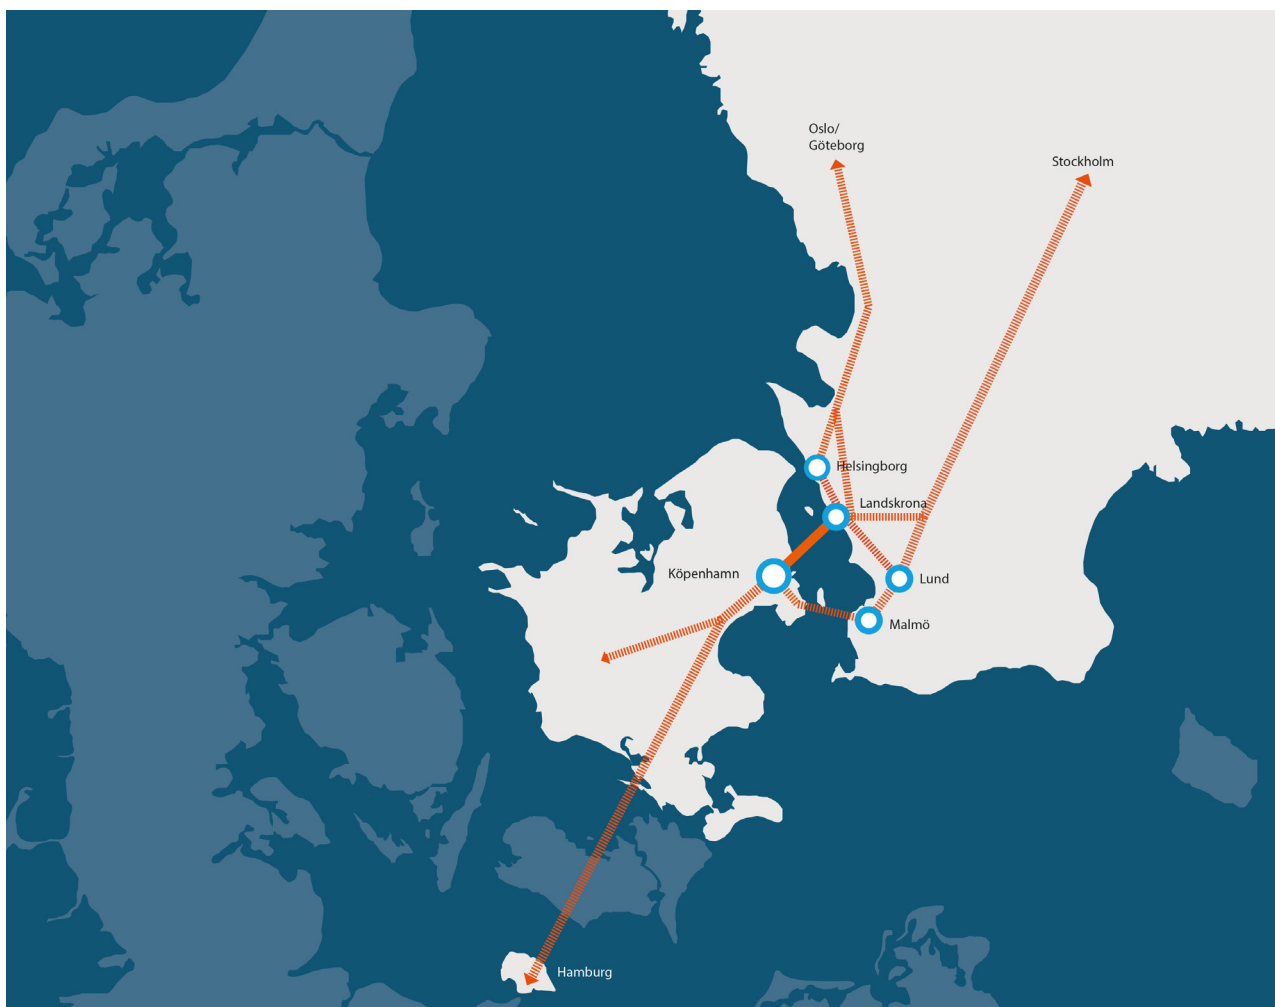 Oslo/
Göteborg
Stockholm
Helsingborg
Landskrona
Köpenhamn
Lund
Malmö
Hamburg